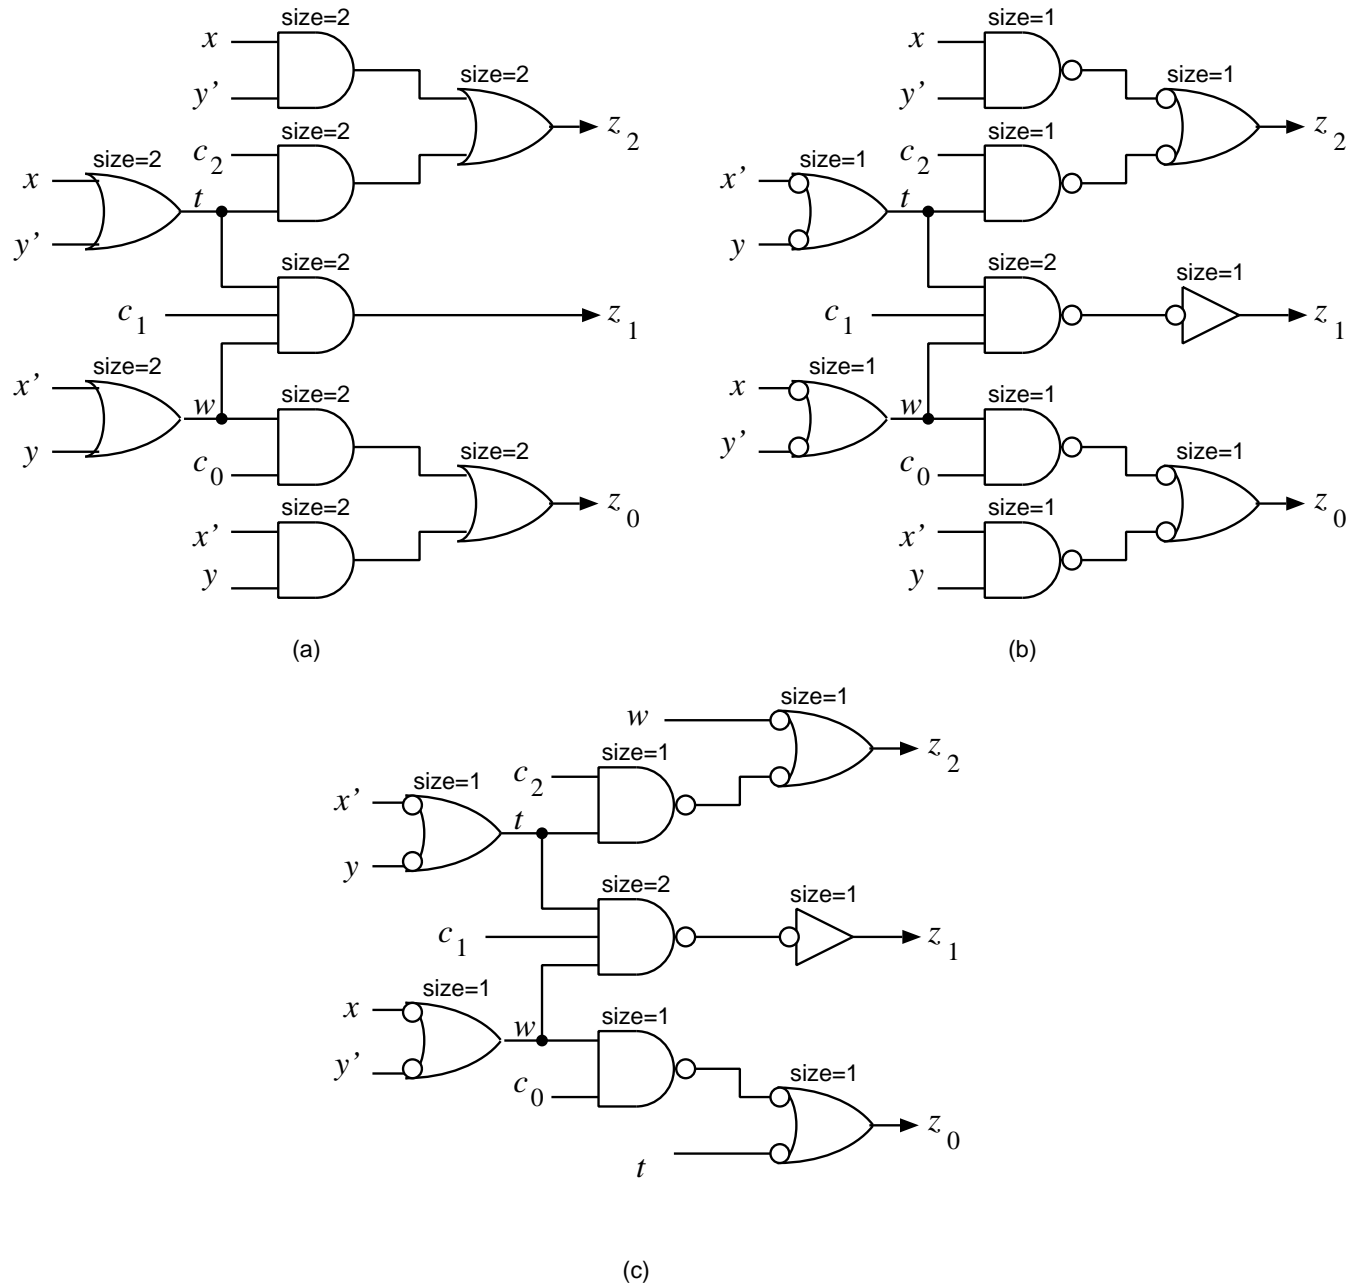 size=2
x
y’
size=2
z2
size=2
c2
size=2
x
y’
t
size=2
c1
z1
size=2
x’
y
w
size=2
c0
size=2
z0
size=2
x’
y
(a)
size=1
x
y’
size=1
z2
size=1
c2
size=1
x’
y
t
size=2
c1
size=1
z1
size=1
x
y’
w
size=1
c0
size=1
z0
size=1
x’
y
(b)
w
size=1
z2
size=1
c2
size=1
x’
y
t
size=2
c1
size=1
z1
size=1
x
y’
w
size=1
c0
size=1
z0
t
(c)